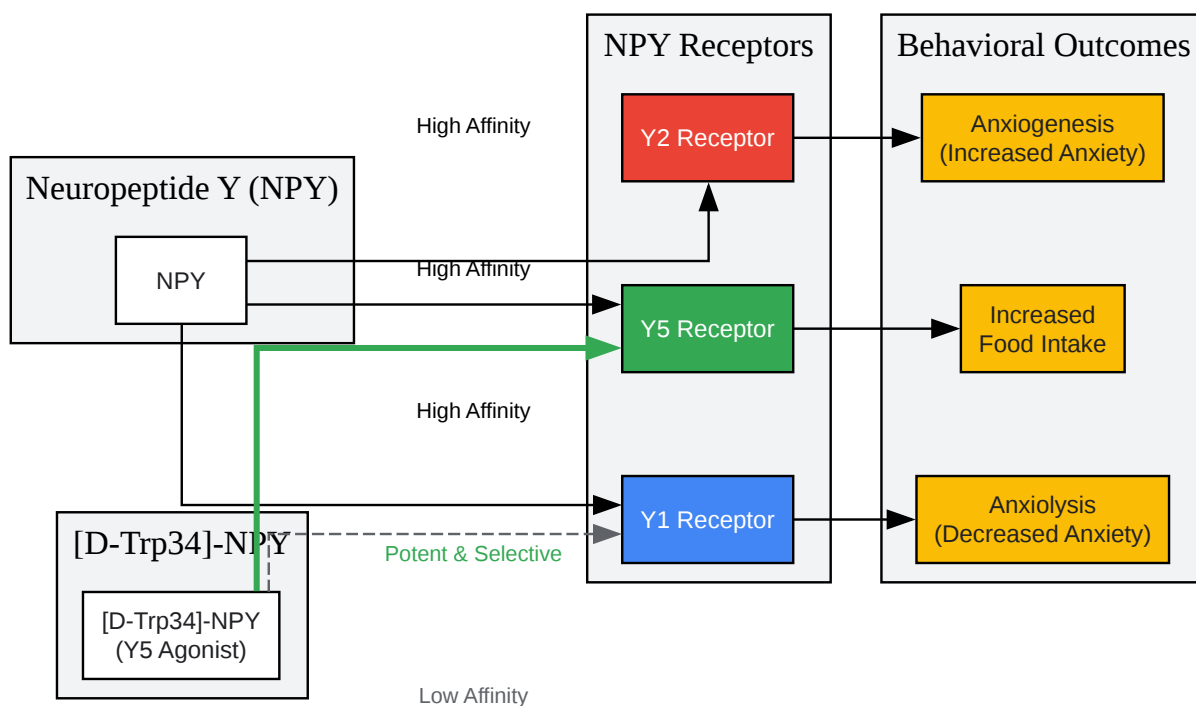 NPY Receptors
Behavioral Outcomes
High Affinity
Y2 Receptor
Anxiogenesis
(Increased Anxiety)
Neuropeptide Y (NPY)
NPY
High Affinity
Y5 Receptor
Increased
Food Intake
High Affinity
Y1 Receptor
Anxiolysis
(Decreased Anxiety)
[D-Trp34]-NPY
Potent & Selective
[D-Trp34]-NPY
(Y5 Agonist)
Low Affinity